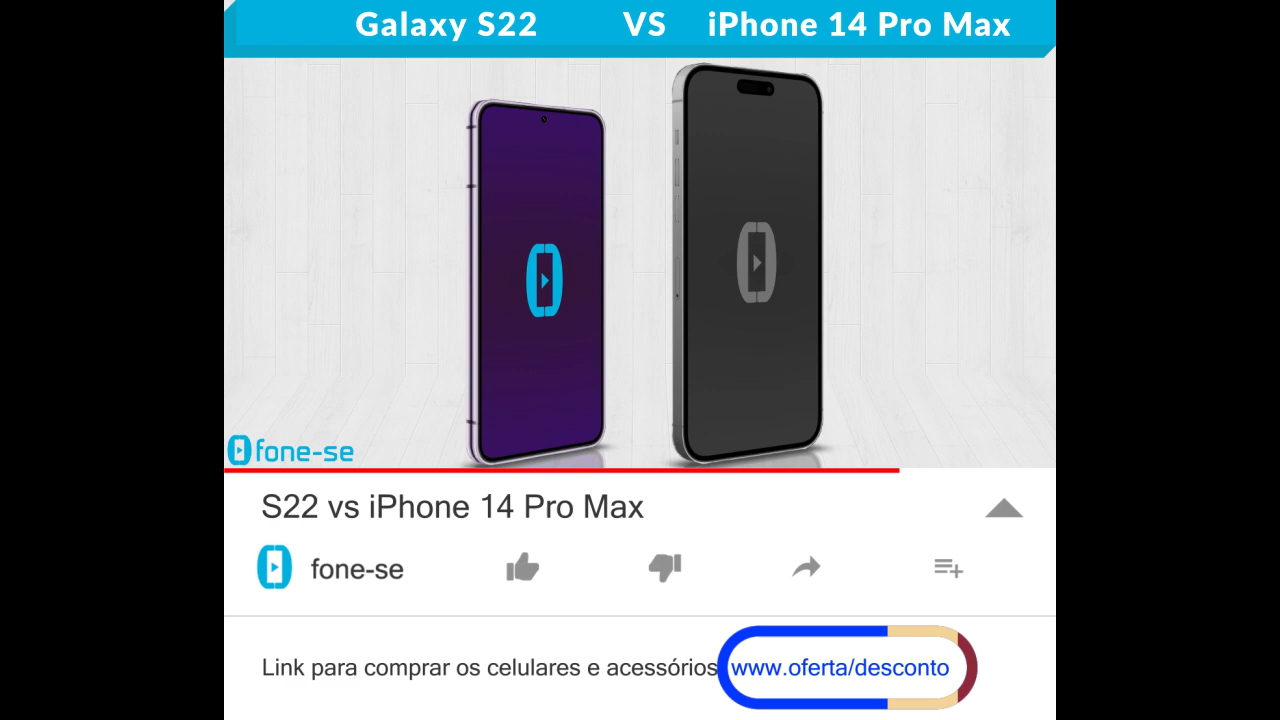 Galaxy S22 VS iPhone 14 Pro Max
fone-se
S22 vs iPhone 14 Pro Max
fone-se
Link para comprar os celulares e acessórios www.oferta/desconto